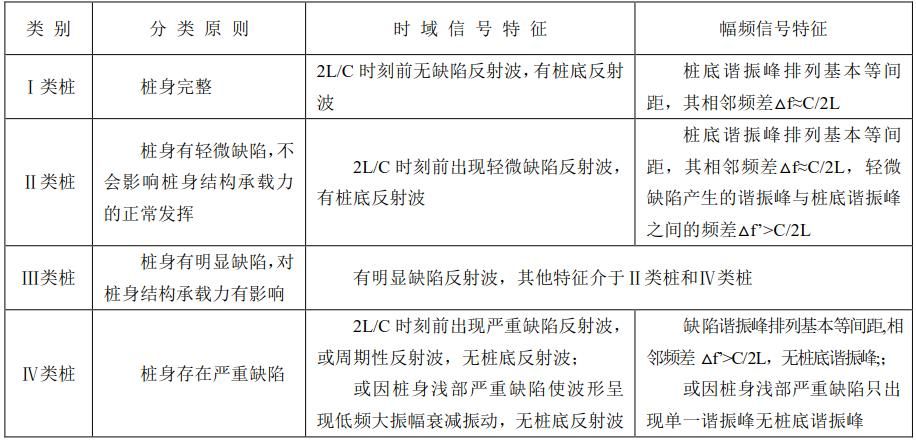 类 别
分 类 原 则
时 域 信 号 特 征
幅频信号特征
Ⅰ类桩
桩身完整
2L/C 时刻前无缺陷反射波，有桩底反射
波
桩底谐振峰排列基本等间
距，其相邻频差△f≈C/2L
Ⅱ类桩
桩身有轻微缺陷，不
会影响桩身结构承载力
的正常发挥
2L/C 时刻前出现轻微缺陷反射波，
有桩底反射波
桩底谐振峰排列基本等间
距，其相邻频差△f≈C/2L，轻微
缺陷产生的谐振峰与桩底谐振峰
之间的频差△f’>C/2L
Ⅲ类桩
桩身有明显缺陷，对
桩身结构承载力有影响
有明显缺陷反射波，其他特征介于Ⅱ类桩和Ⅳ类桩
Ⅳ类桩
桩身存在严重缺陷
2L/C 时刻前出现严重缺陷反射波，
或周期性反射波，无桩底反射波；
或因桩身浅部严重缺陷使波形呈
现低频大振幅衰减振动，无桩底反射波
缺陷谐振峰排列基本等间距,相
邻频差 △f’>C/2L，无桩底谐振峰;；
或因桩身浅部严重缺陷只出
现单一谐振峰无桩底谐振峰